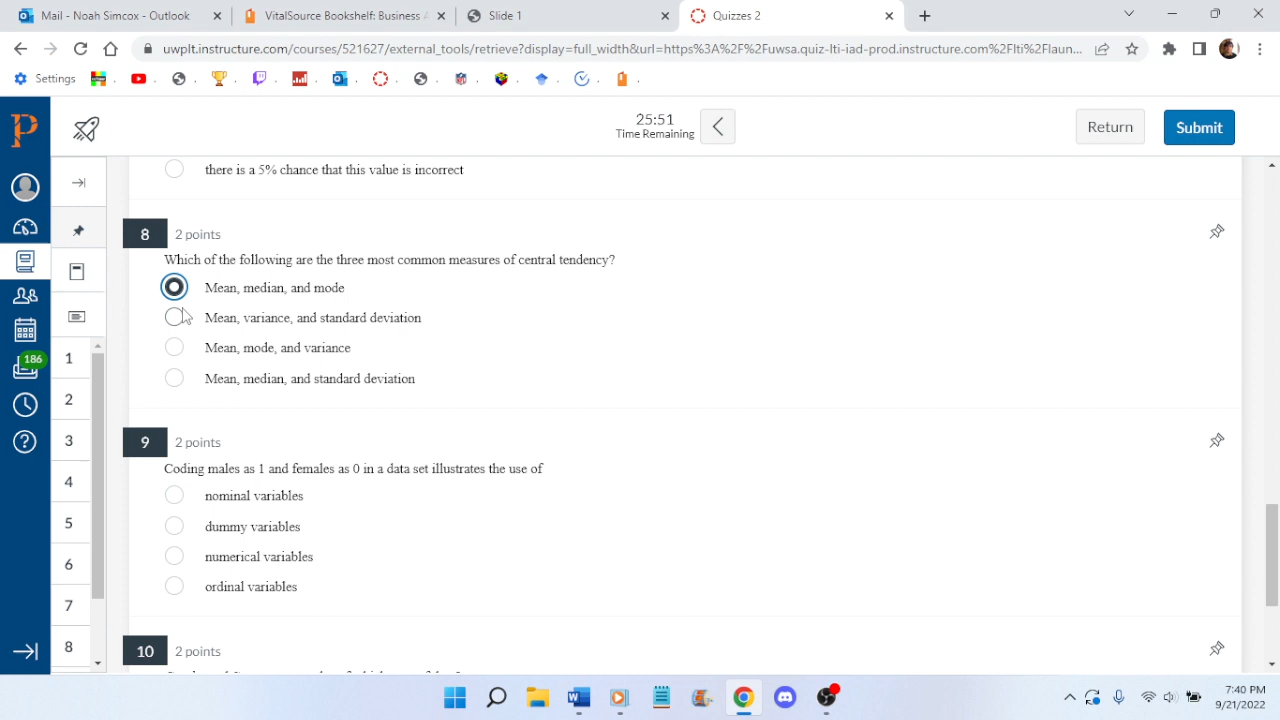 Mail - Noah Simcox - Outlook
VitalSource Bookshelf: Business A
Slide 1
Quizzes 2
uwplt.instructure.com/courses/521627/external_tools/retrieve?display=full_width&url=https%3A%2F%2Fuwsa.quiz-lti-iad-prod.instructure.com%2Flti%2Flaun...
Settings
25:51
Time Remaining
Return
Submit
there is a 5% chance that this value is incorrect
8
2 points
Which of the following are the three most common measures of central tendency?
Mean, median, and mode
Mean, variance, and standard deviation
Mean, mode, and variance
Mean, median, and standard deviation
9
2 points
Coding males as 1 and females as 0 in a data set illustrates the use of
nominal variables
dummy variables
numerical variables
ordinal variables
10
2 points
P
186
1
2
3
4
5
6
7
8
7:40 PM
9/21/2022